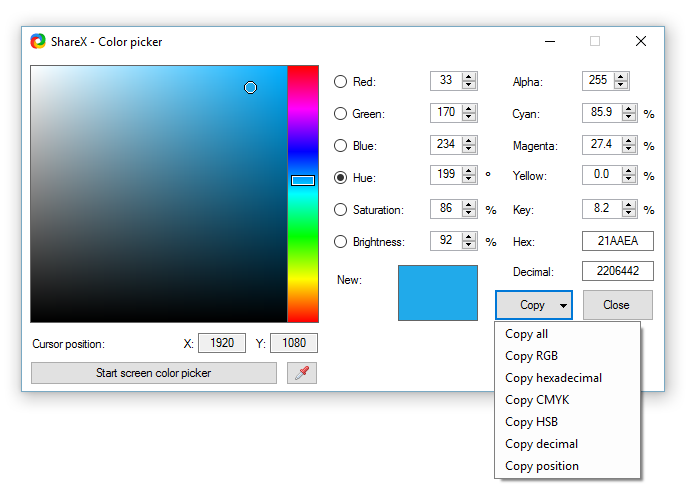 ShareX - Color picker
Red: 33 Alpha: 255
Green: 170 Cyan: 85.9 %
Blue: 234 Magenta: 27.4 %
Hue: 199 ° Yellow: 0.0 %
Saturation: 86 % Key: 8.2 %
Brightness: 92 % Hex: 21AAEA
New: Decimal: 2206442
Copy Close
Cursor position: X: 1920 Y: 1080
Start screen color picker
Copy all
Copy RGB
Copy hexadecimal
Copy CMYK
Copy HSB
Copy decimal
Copy position